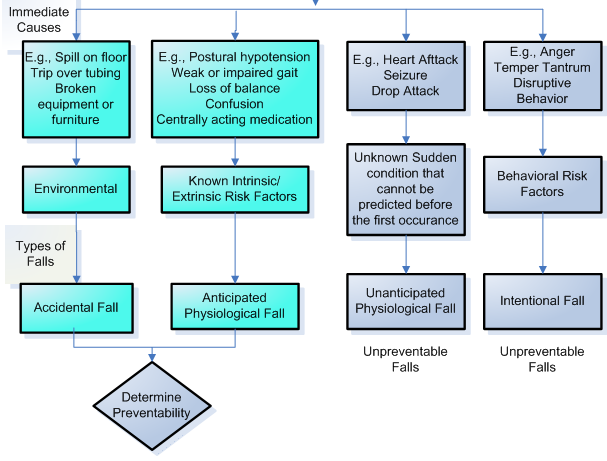 Immediate
Causes
E.g., Spill on floor
Trip over tubing
Broken
equipment or
furniture
E.g., Postural hypotension
Weak or impaired gait
Loss of balance
Confusion
Centrally acting medication
E.g., Heart Afttack
Seizure
Drop Attack
E.g., Anger
Temper Tantrum
Disruptive
Behavior
Environmental
Known Intrinsic/
Extrinsic Risk Factors
Unknown Sudden
condition that
cannot be
predicted before
the first occurance
Behavioral Risk
Factors
Types of
Falls
Accidental Fall
Anticipated
Physiological Fall
Unanticipated
Physiological Fall
Intentional Fall
Unpreventable
Falls
Unpreventable
Falls
Determine
Preventability